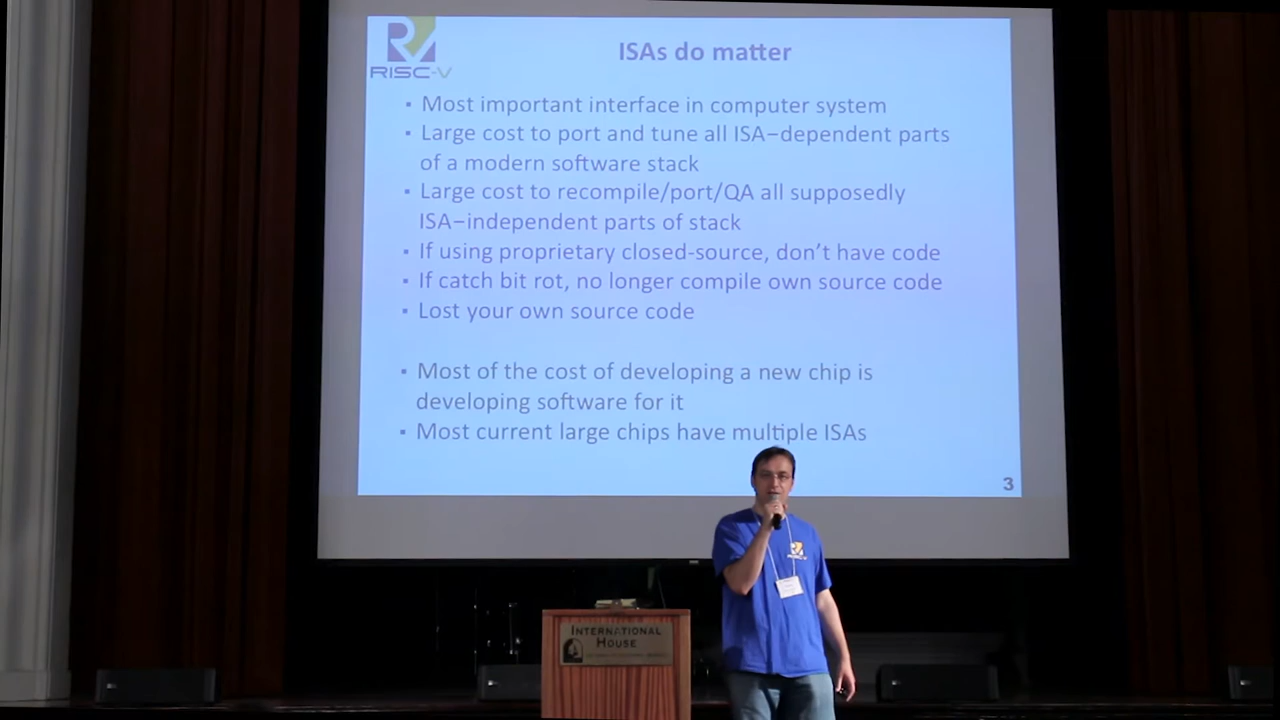 RISC-V
ISAs do matter
▪ Most important interface in computer system
▪ Large cost to port and tune all ISA–dependent parts
of a modern software stack
▪ Large cost to recompile/port/QA all supposedly
ISA–independent parts of stack
▪ If using proprietary closed-source, don’t have code
▪ If catch bit rot, no longer compile own source code
▪ Lost your own source code
▪ Most of the cost of developing a new chip is
developing software for it
▪ Most current large chips have multiple ISAs
3
INTERNATIONAL
HOUSE